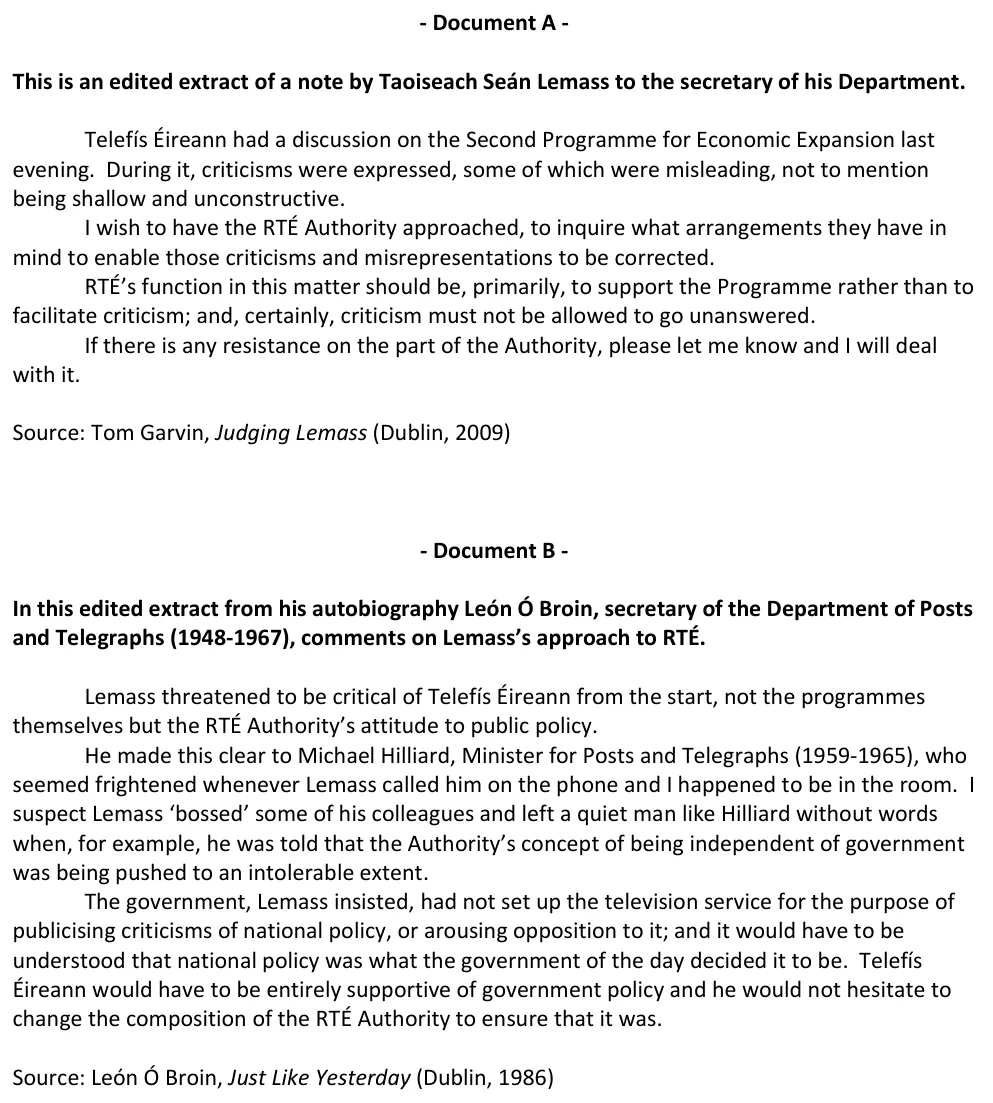 - Document A -
This is an edited extract of a note by Taoiseach Seán Lemass to the secretary of his Department.
Telefís Éireann had a discussion on the Second Programme for Economic Expansion last
evening.  During it, criticisms were expressed, some of which were misleading, not to mention
being shallow and unconstructive.
I wish to have the RTÉ Authority approached, to inquire what arrangements they have in
mind to enable those criticisms and misrepresentations to be corrected.
RTÉ’s function in this matter should be, primarily, to support the Programme rather than to
facilitate criticism; and, certainly, criticism must not be allowed to go unanswered.
If there is any resistance on the part of the Authority, please let me know and I will deal
with it.
Source: Tom Garvin, Judging Lemass (Dublin, 2009)
- Document B -
In this edited extract from his autobiography León Ó Broin, secretary of the Department of Posts
and Telegraphs (1948-1967), comments on Lemass’s approach to RTÉ.
Lemass threatened to be critical of Telefís Éireann from the start, not the programmes
themselves but the RTÉ Authority’s attitude to public policy.
He made this clear to Michael Hilliard, Minister for Posts and Telegraphs (1959-1965), who
seemed frightened whenever Lemass called him on the phone and I happened to be in the room.  I
suspect Lemass ‘bossed’ some of his colleagues and left a quiet man like Hilliard without words
when, for example, he was told that the Authority’s concept of being independent of government
was being pushed to an intolerable extent.
The government, Lemass insisted, had not set up the television service for the purpose of
publicising criticisms of national policy, or arousing opposition to it; and it would have to be
understood that national policy was what the government of the day decided it to be.  Telefís
Éireann would have to be entirely supportive of government policy and he would not hesitate to
change the composition of the RTÉ Authority to ensure that it was.
Source: León Ó Broin, Just Like Yesterday (Dublin, 1986)